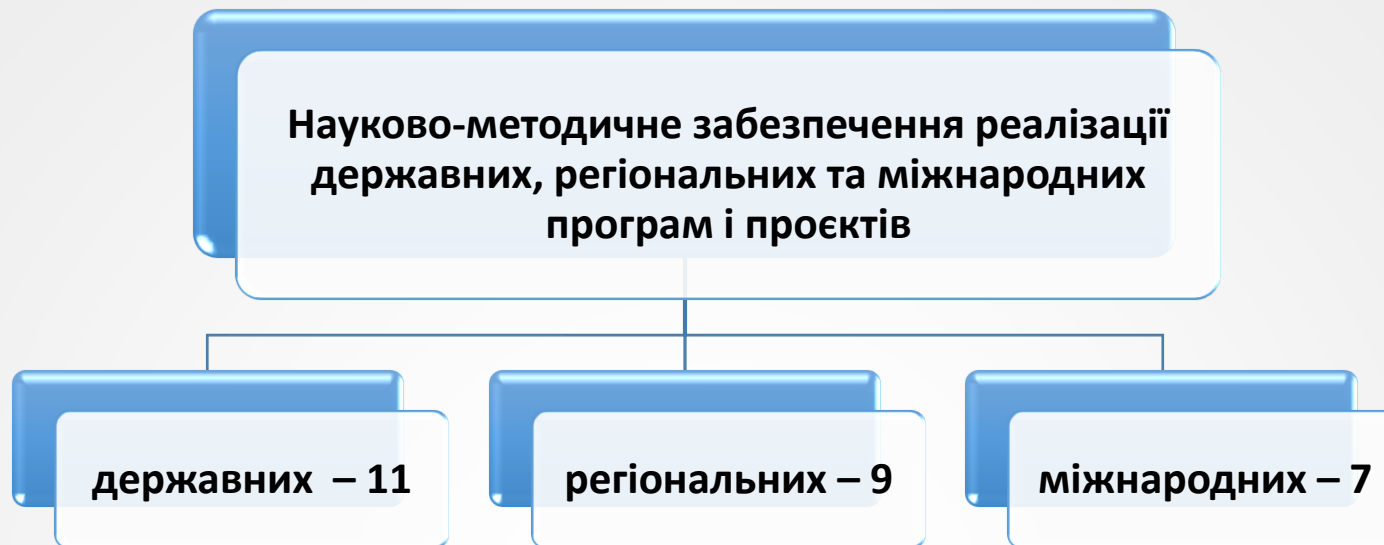 Науково-методичне забезпечення реалізації
державних, регіональних та міжнародних
програм і проєктів
державних – 11
регіональних – 9
міжнародних – 7